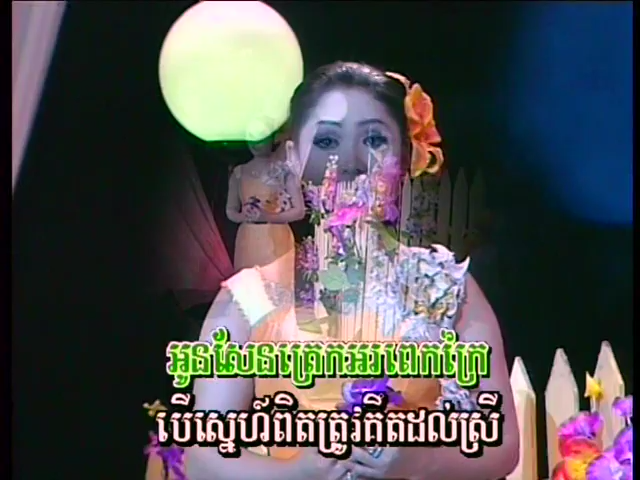 អូនសែនត្រេកអរពេកក្រៃ
បើស្នេហ៍ពិតត្រូវគិតដល់ស្រី